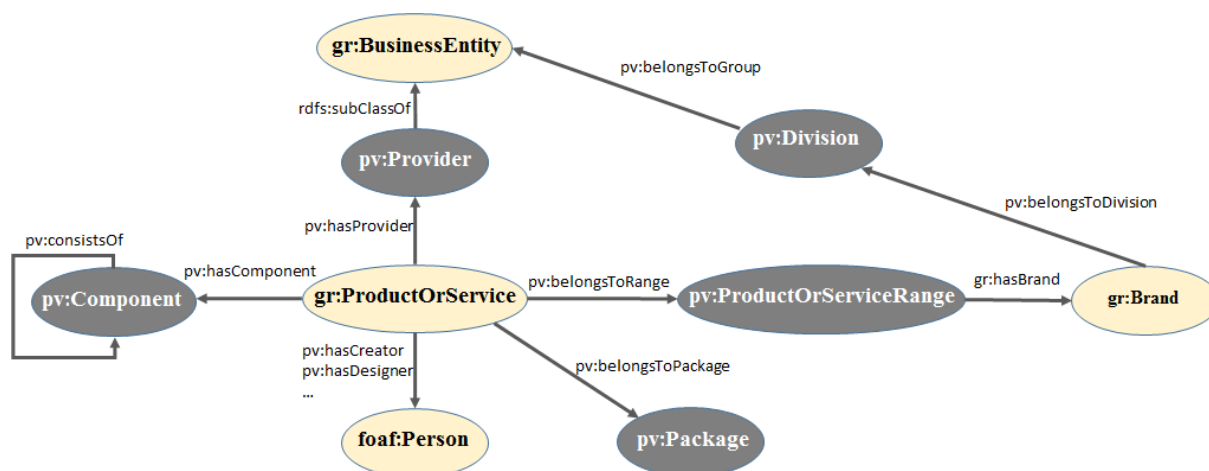 gr:BusinessEntity
pv:belongsToGroup
rdfs:subClassOf
pv:Provider
pv:Division
pv:belongsToDivision
pv:hasProvider
pv:consistsOf
pv:hasComponent
pv:Component
gr:ProductOrService
pv:belongsToRange
pv:ProductOrServiceRange
gr:hasBrand
gr:Brand
pv:hasCreator
pv:hasDesigner
...
pv:belongsToPackage
foaf:Person
pv:Package